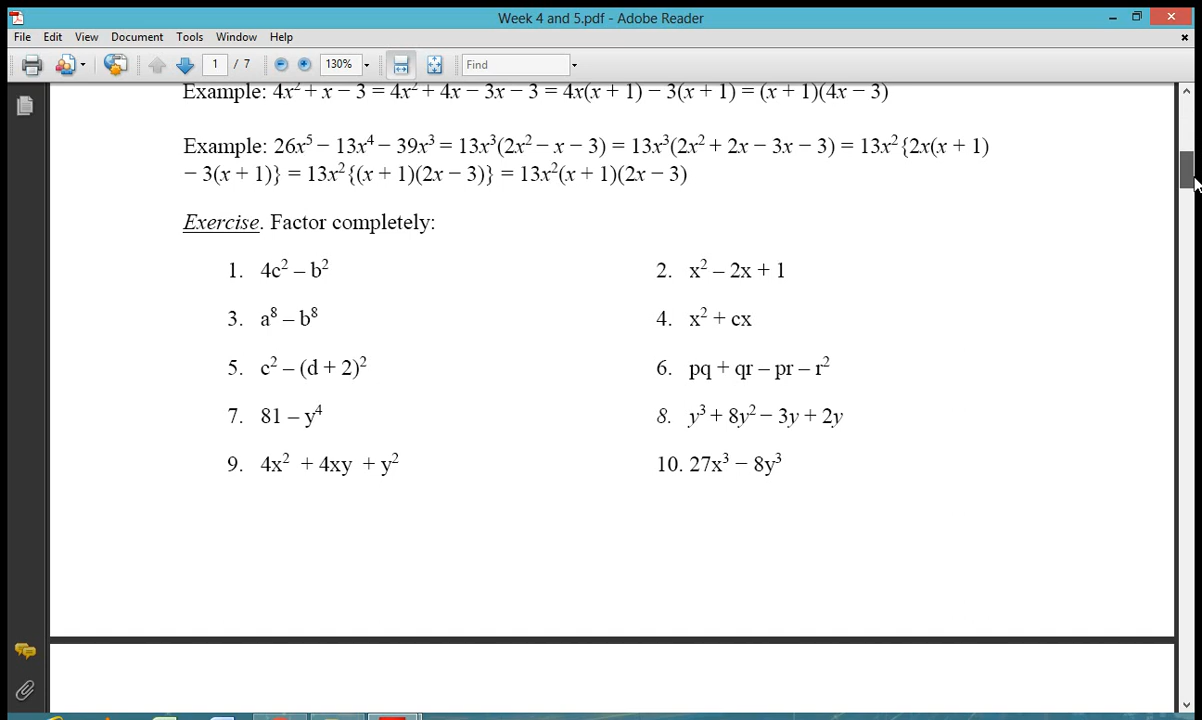 Week 4 and 5.pdf - Adobe Reader
File Edit View Document Tools Window Help
1 / 7 130% Find
Example: 4x² + x − 3 = 4x² + 4x − 3x − 3 = 4x(x + 1) − 3(x + 1) = (x + 1)(4x − 3)
Example: 26x⁵ − 13x⁴ − 39x³ = 13x³(2x² − x − 3) = 13x³(2x² + 2x − 3x − 3) = 13x²{2x(x + 1)
− 3(x + 1)} = 13x²{(x + 1)(2x − 3)} = 13x²(x + 1)(2x − 3)
Exercise. Factor completely:
1. 4c² – b² 2. x² – 2x + 1
3. a⁸ – b⁸ 4. x² + cx
5. c² – (d + 2)² 6. pq + qr – pr – r²
7. 81 – y⁴ 8. y³ + 8y² − 3y + 2y
9. 4x² + 4xy + y² 10. 27x³ − 8y³